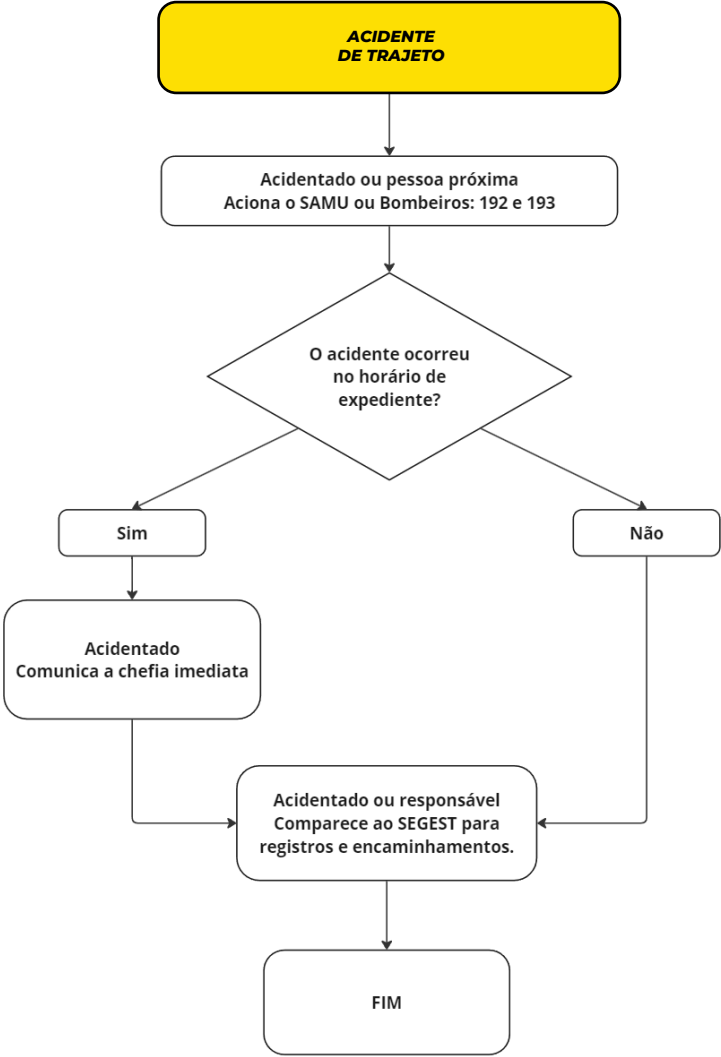 ACIDENTE
DE TRAJETO
Acidentado ou pessoa próxima
Aciona o SAMU ou Bombeiros: 192 e 193
O acidente ocorreu
no horário de
expediente?
Sim
Não
Acidentado
Comunica a chefia imediata
Acidentado ou responsável
Comparece ao SEGEST para
registros e encaminhamentos.
FIM